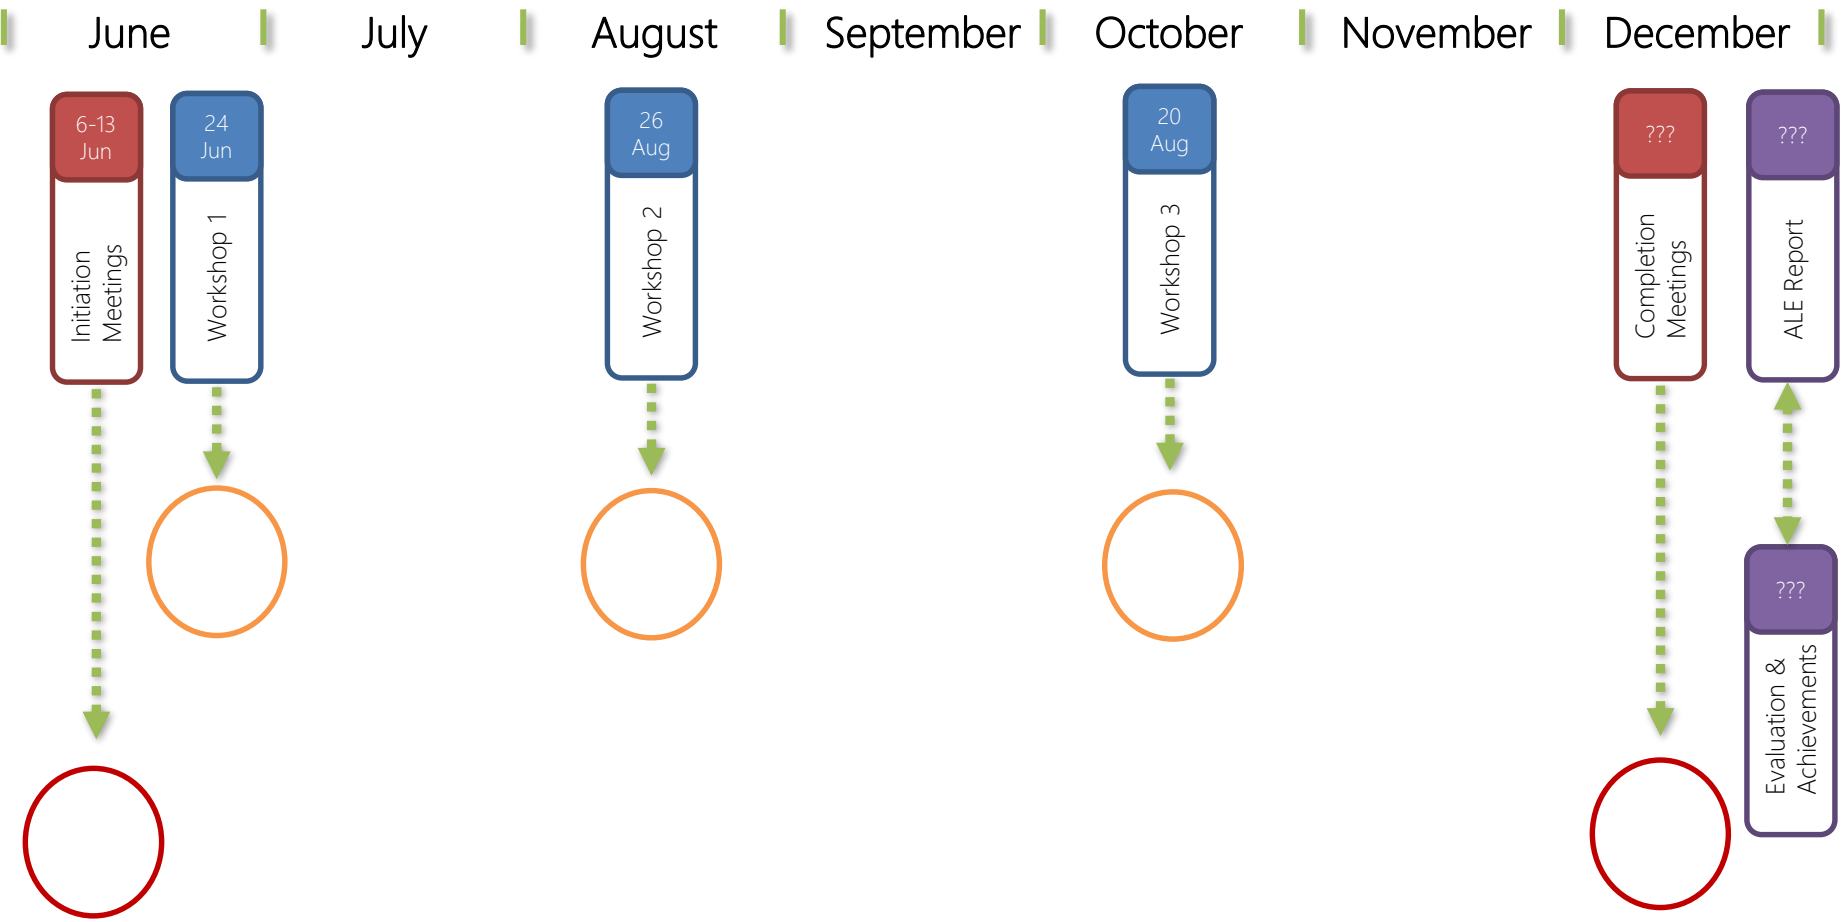 June July August September October November December
6-13
Jun
Initiation
Meetings
24
Jun
Workshop 1
26
Aug
Workshop 2
20
Aug
Workshop 3
???
Completion
Meetings
???
ALE Report
???
Evaluation &
Achievements